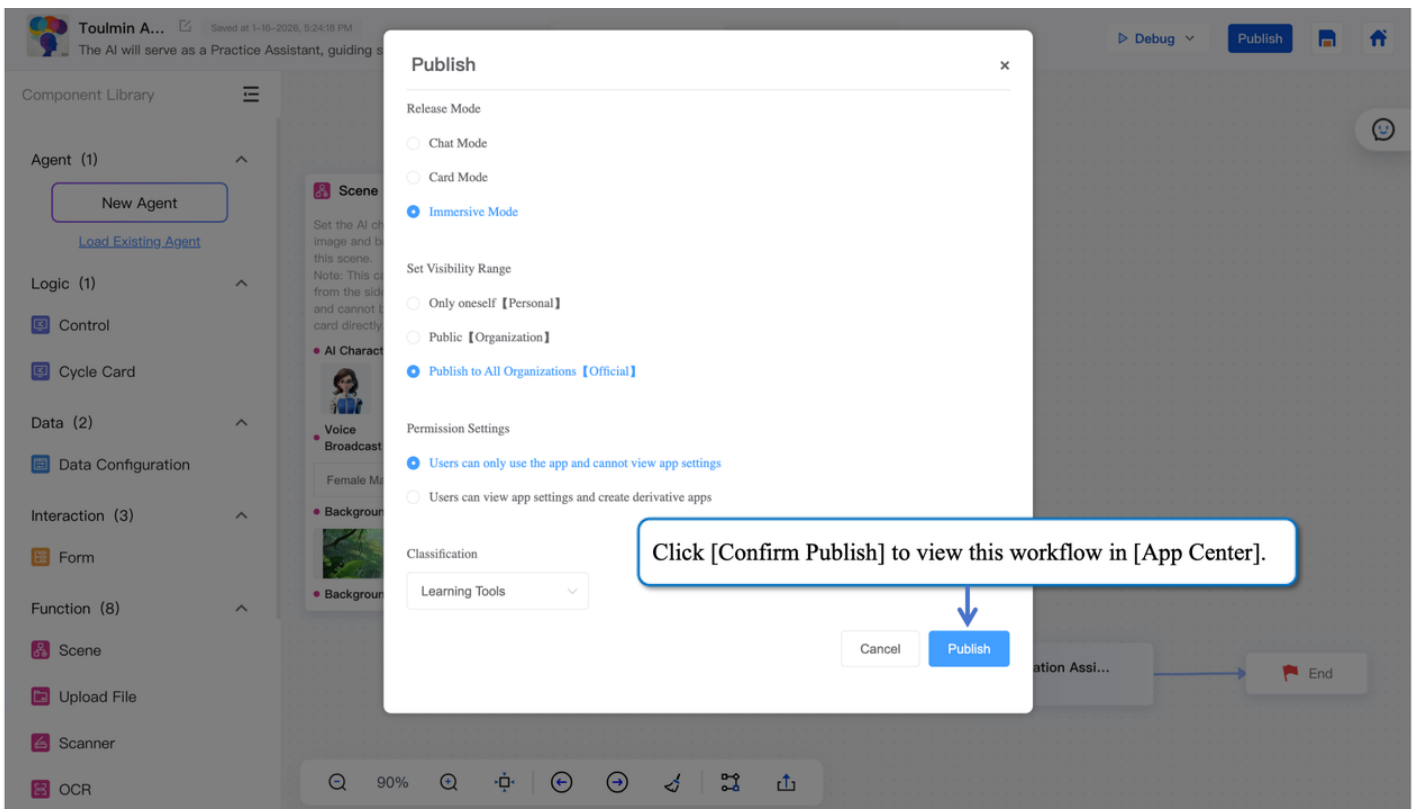 Toulmin A...
Saved at 1-16-2026, 5:24:18 PM
The AI will serve as a Practice Assistant, guiding s
Debug
Publish
Component Library
Agent (1)
New Agent
Load Existing Agent
Logic (1)
Control
Cycle Card
Data (2)
Data Configuration
Interaction (3)
Form
Function (8)
Scene
Upload File
Scanner
OCR
Scene
Set the AI ch
image and b
this scene.
Note: This ca
from the side
and cannot b
card directly
AI Charact
Voice
Broadcast
Female Ma
Backgroun
Backgroun
Publish
Release Mode
Chat Mode
Card Mode
Immersive Mode
Set Visibility Range
Only oneself【Personal】
Public【Organization】
Publish to All Organizations【Official】
Permission Settings
Users can only use the app and cannot view app settings
Users can view app settings and create derivative apps
Classification
Learning Tools
Click [Confirm Publish] to view this workflow in [App Center].
Cancel
Publish
ation Assi...
End
90%